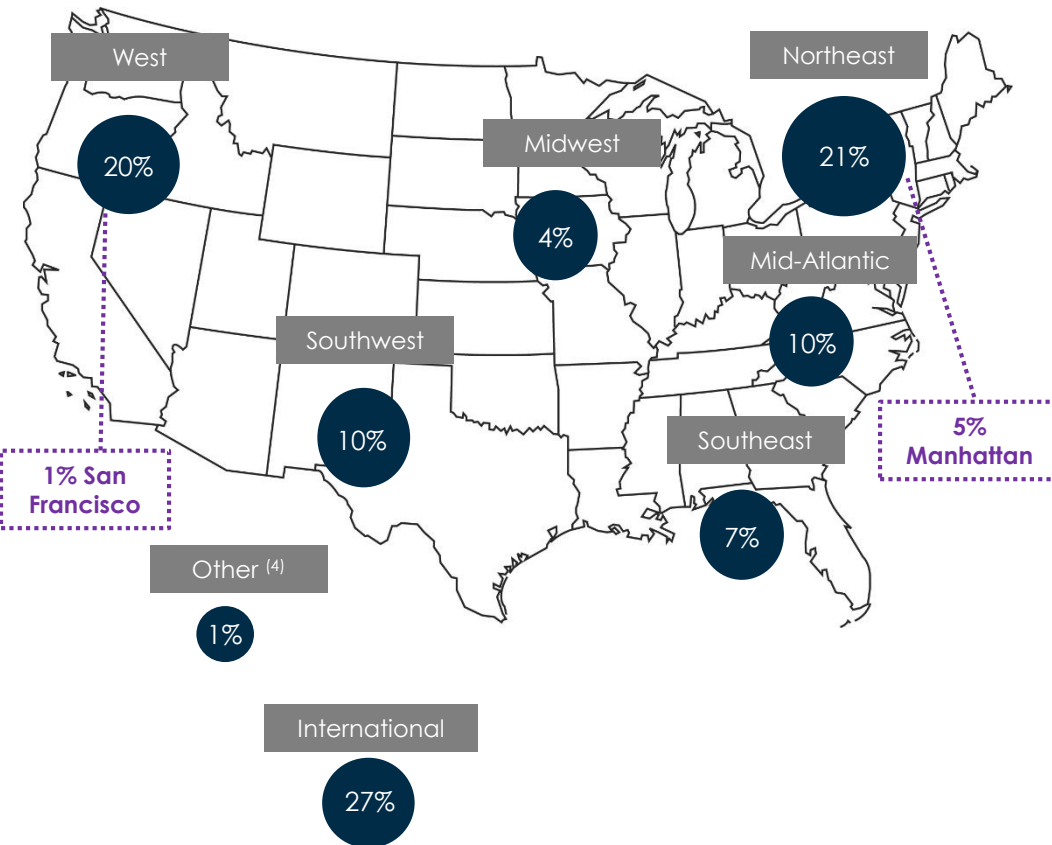 West
20%
Northeast
21%
Midwest
4%
Mid-Atlantic
10%
Southwest
10%
Southeast
7%
1% San
Francisco
5%
Manhattan
Other (4)
1%
International
27%